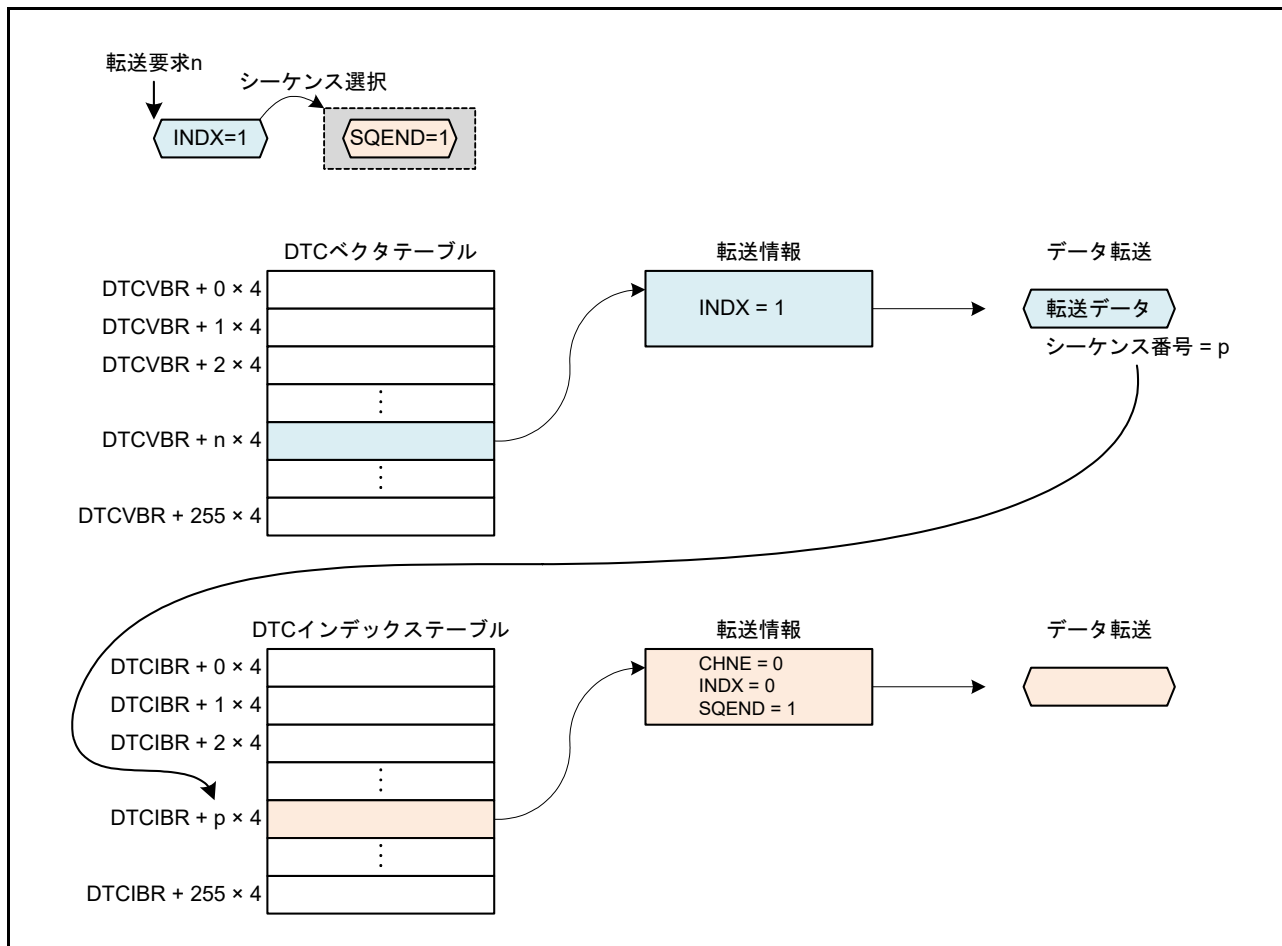 転送要求n
シーケンス選択
INDX=1
SQEND=1
DTCベクタテーブル
転送情報
データ転送
DTCVBR + 0 × 4
DTCVBR + 1 × 4
DTCVBR + 2 × 4
⋮
DTCVBR + n × 4
⋮
DTCVBR + 255 × 4
INDX = 1
転送データ
シーケンス番号 = p
DTCインデックステーブル
転送情報
データ転送
DTCIBR + 0 × 4
DTCIBR + 1 × 4
DTCIBR + 2 × 4
⋮
DTCIBR + p × 4
⋮
DTCIBR + 255 × 4
CHNE = 0
INDX = 0
SQEND = 1